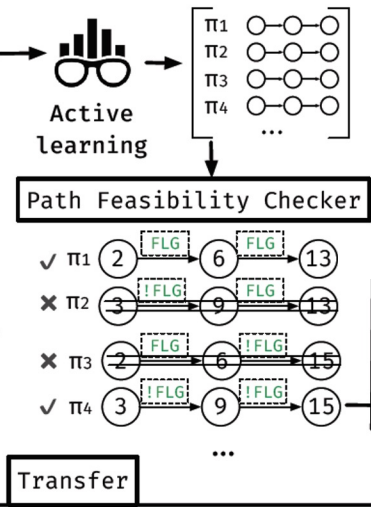 π1
π2
π3
π4
...
Active
learning
Path Feasibility Checker
✓ π1 2 FLG 6 FLG 13
✗ π2 3 !FLG 9 FLG 13
✗ π3 2 FLG 6 !FLG 15
✓ π4 3 !FLG 9 !FLG 15
...
Transfer